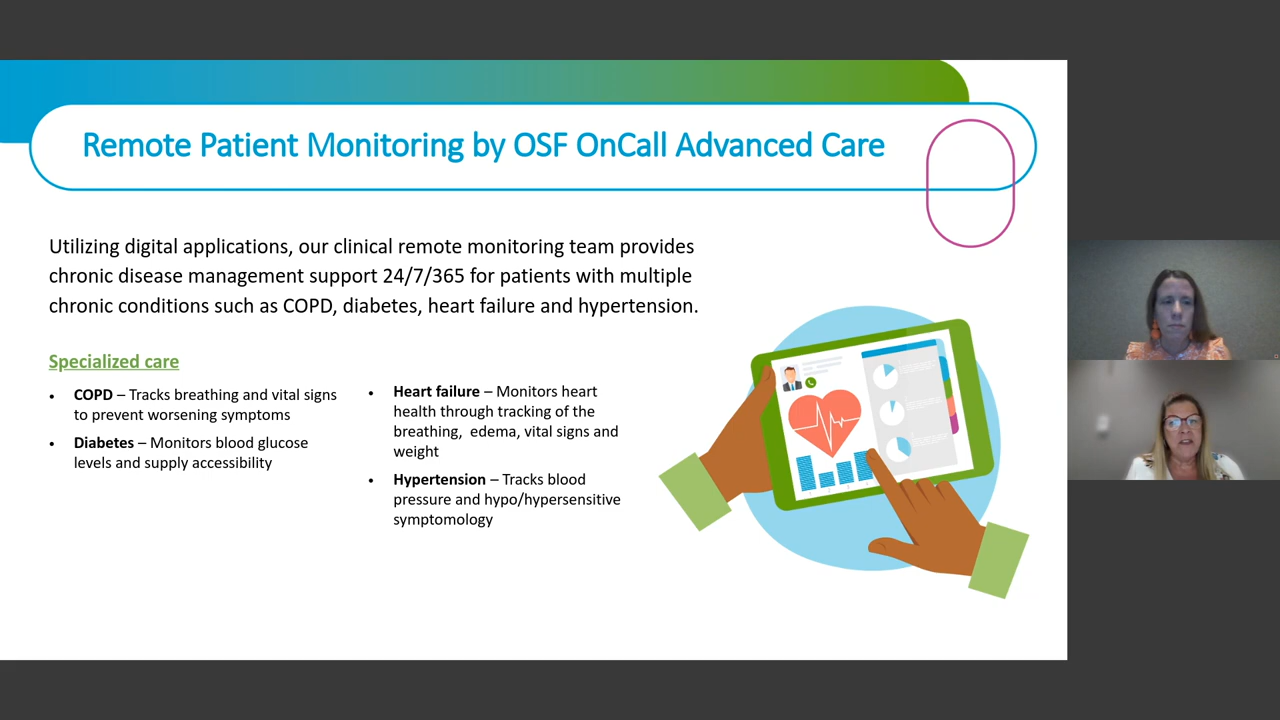 Remote Patient Monitoring by OSF OnCall Advanced Care
Utilizing digital applications, our clinical remote monitoring team provides
chronic disease management support 24/7/365 for patients with multiple
chronic conditions such as COPD, diabetes, heart failure and hypertension.
Specialized care
• COPD – Tracks breathing and vital signs
to prevent worsening symptoms
• Diabetes – Monitors blood glucose
levels and supply accessibility
• Heart failure – Monitors heart
health through tracking of the
breathing, edema, vital signs and
weight
• Hypertension – Tracks blood
pressure and hypo/hypersensitive
symptomology